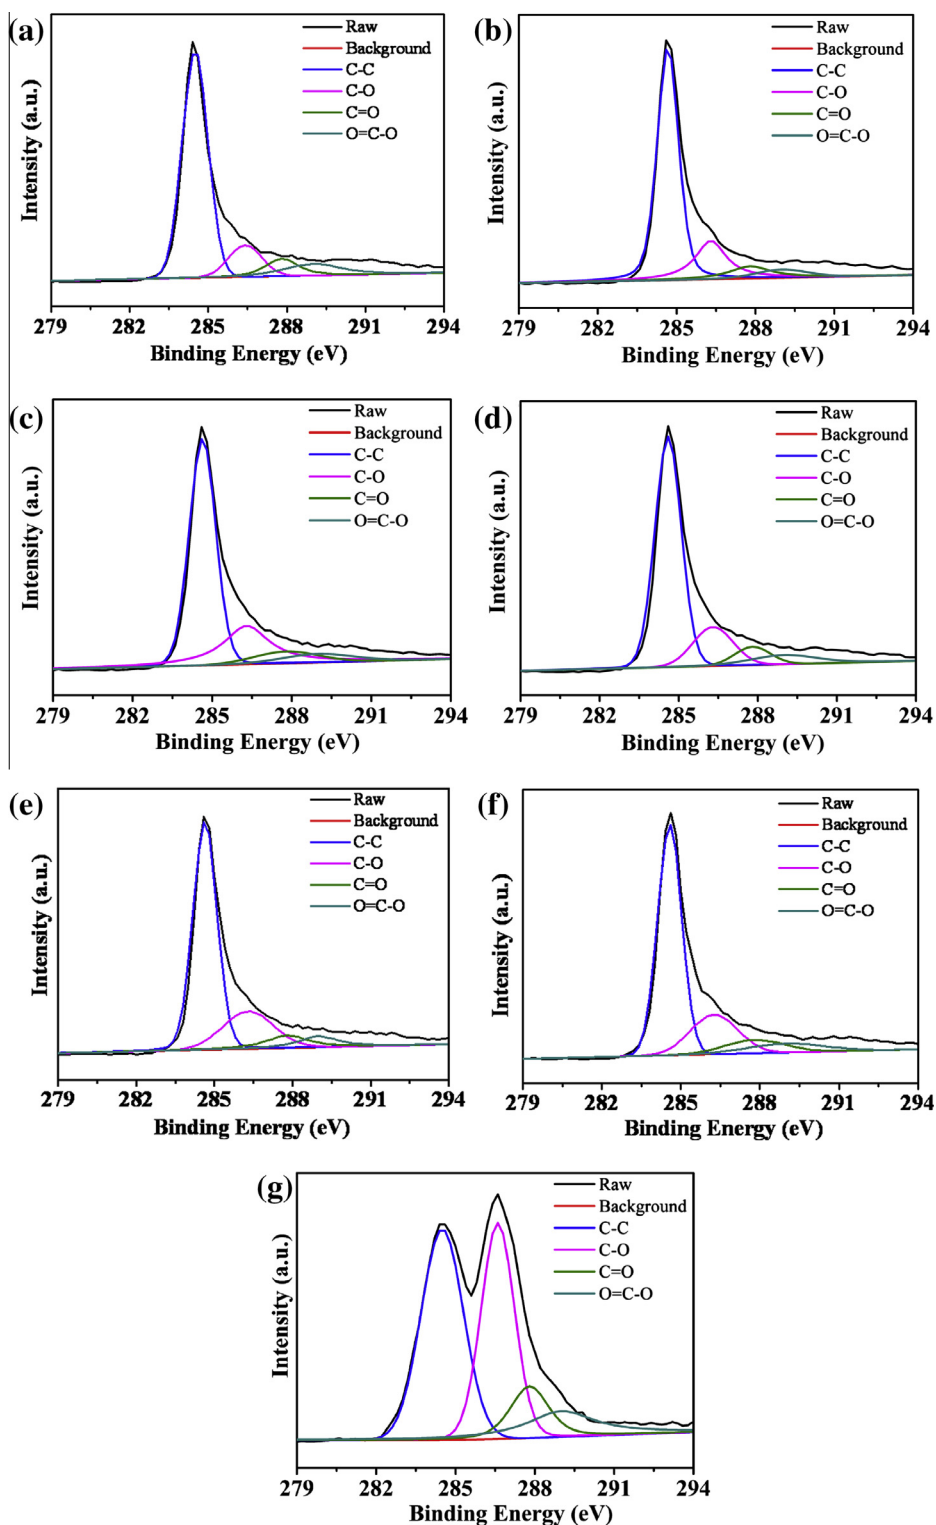 (a)
Raw
Background
C-C
C-O
C=O
O=C-O
Intensity (a.u.)
279 282 285 288 291 294
Binding Energy (eV)
(b)
Raw
Background
C-C
C-O
C=O
O=C-O
Intensity (a.u.)
279 282 285 288 291 294
Binding Energy (eV)
(c)
Raw
Background
C-C
C-O
C=O
O=C-O
Intensity (a.u.)
279 282 285 288 291 294
Binding Energy (eV)
(d)
Raw
Background
C-C
C-O
C=O
O=C-O
Intensity (a.u.)
279 282 285 288 291 294
Binding Energy (eV)
(e)
Raw
Background
C-C
C-O
C=O
O=C-O
Intensity (a.u.)
279 282 285 288 291 294
Binding Energy (eV)
(f)
Raw
Background
C-C
C-O
C=O
O=C-O
Intensity (a.u.)
279 282 285 288 291 294
Binding Energy (eV)
(g)
Raw
Background
C-C
C-O
C=O
O=C-O
Intensity (a.u.)
279 282 285 288 291 294
Binding Energy (eV)